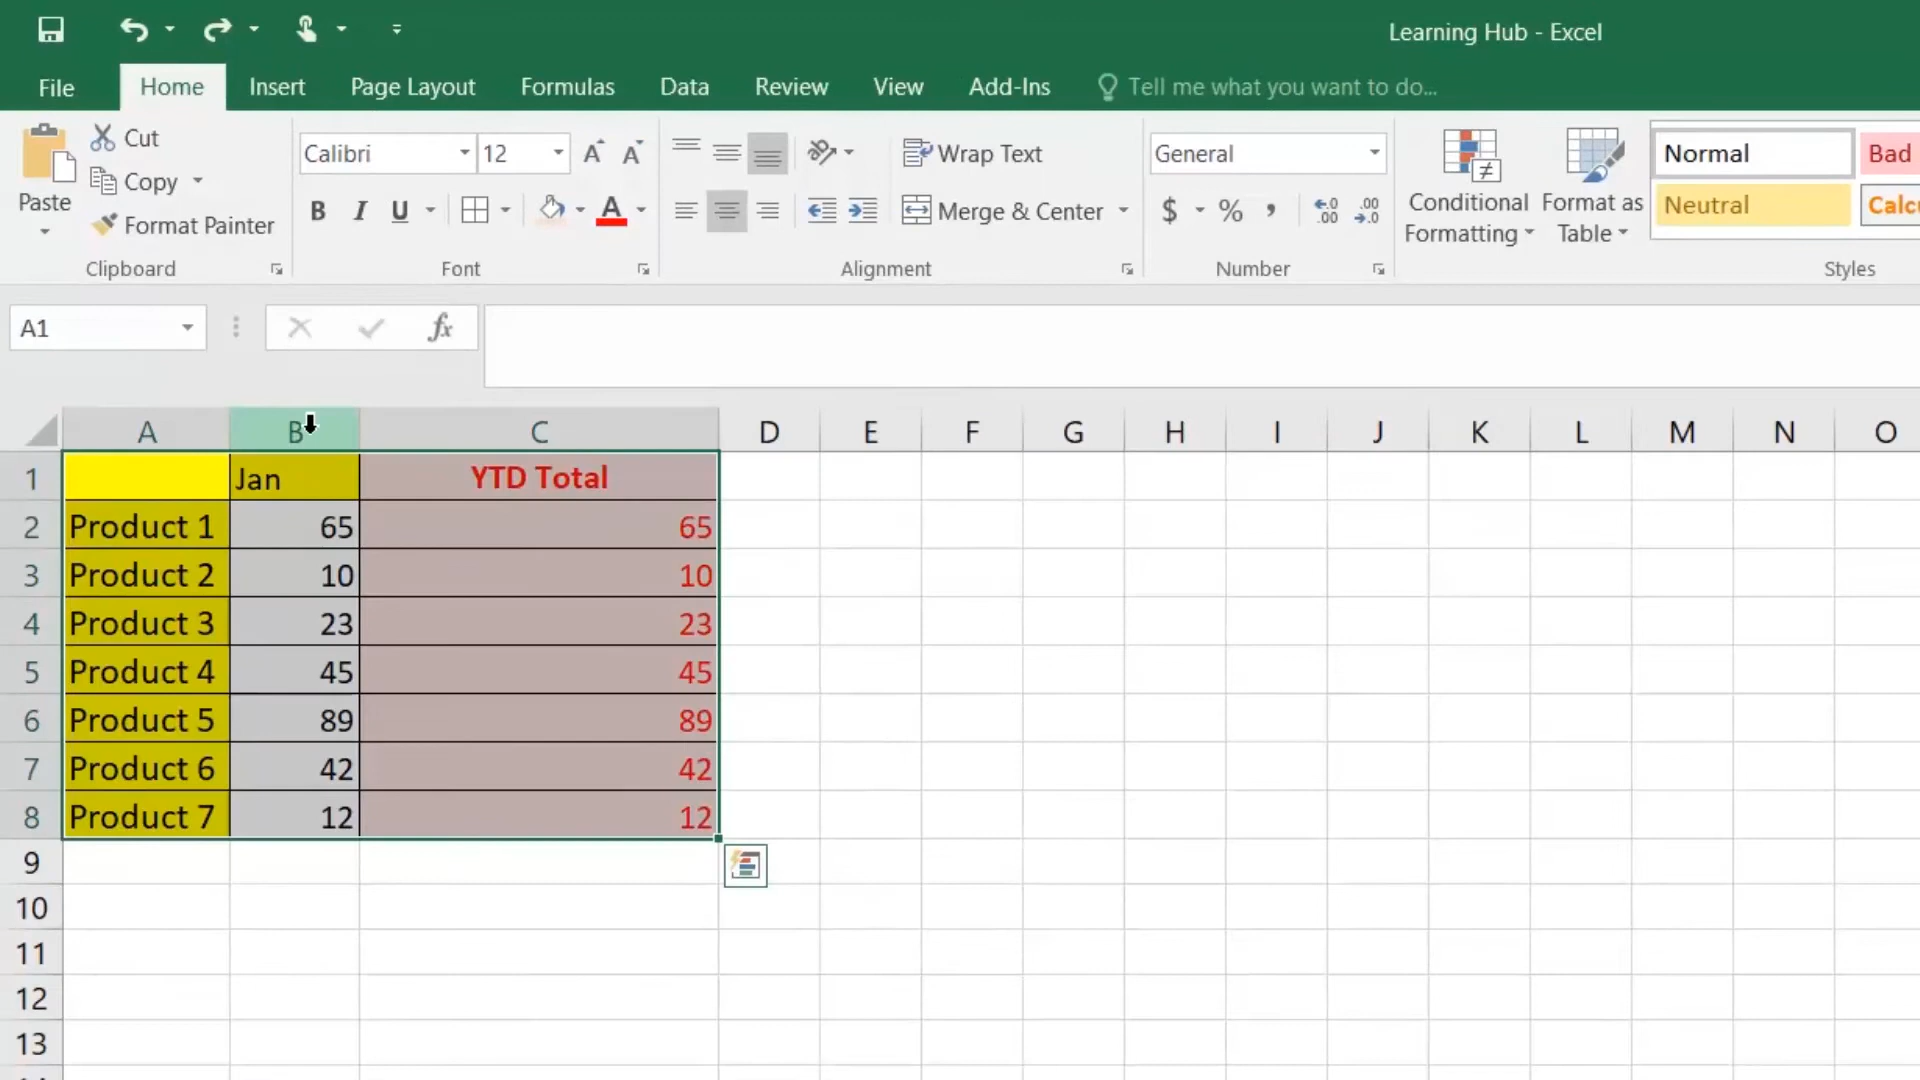 Learning Hub - Excel
File Home Insert Page Layout Formulas Data Review View Add-Ins Tell me what you want to do...
Paste
Cut
Copy
Format Painter
Clipboard
Calibri 12
B I U A
Font
Wrap Text
Merge & Center
Alignment
General
$ % ,
Number
Conditional Formatting
Format as Table
Normal Bad
Neutral
Styles
A1 fx
A B C D E F G H I J K L M N O
1 Jan YTD Total
2 Product 1 65 65
3 Product 2 10 10
4 Product 3 23 23
5 Product 4 45 45
6 Product 5 89 89
7 Product 6 42 42
8 Product 7 12 12
9
10
11
12
13